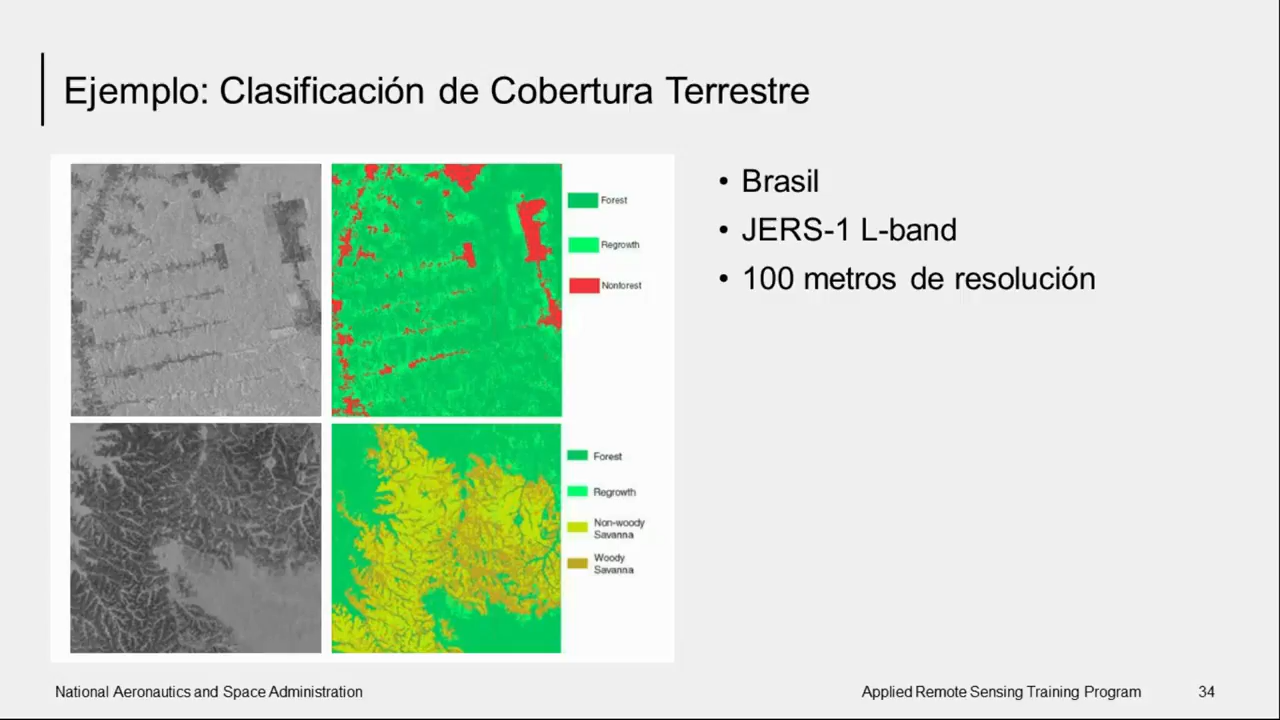 Ejemplo: Clasificación de Cobertura Terrestre
Forest
Regrowth
Nonforest
Forest
Regrowth
Non-woody
Savanna
Woody
Savanna
• Brasil
• JERS-1 L-band
• 100 metros de resolución
National Aeronautics and Space Administration
Applied Remote Sensing Training Program
34